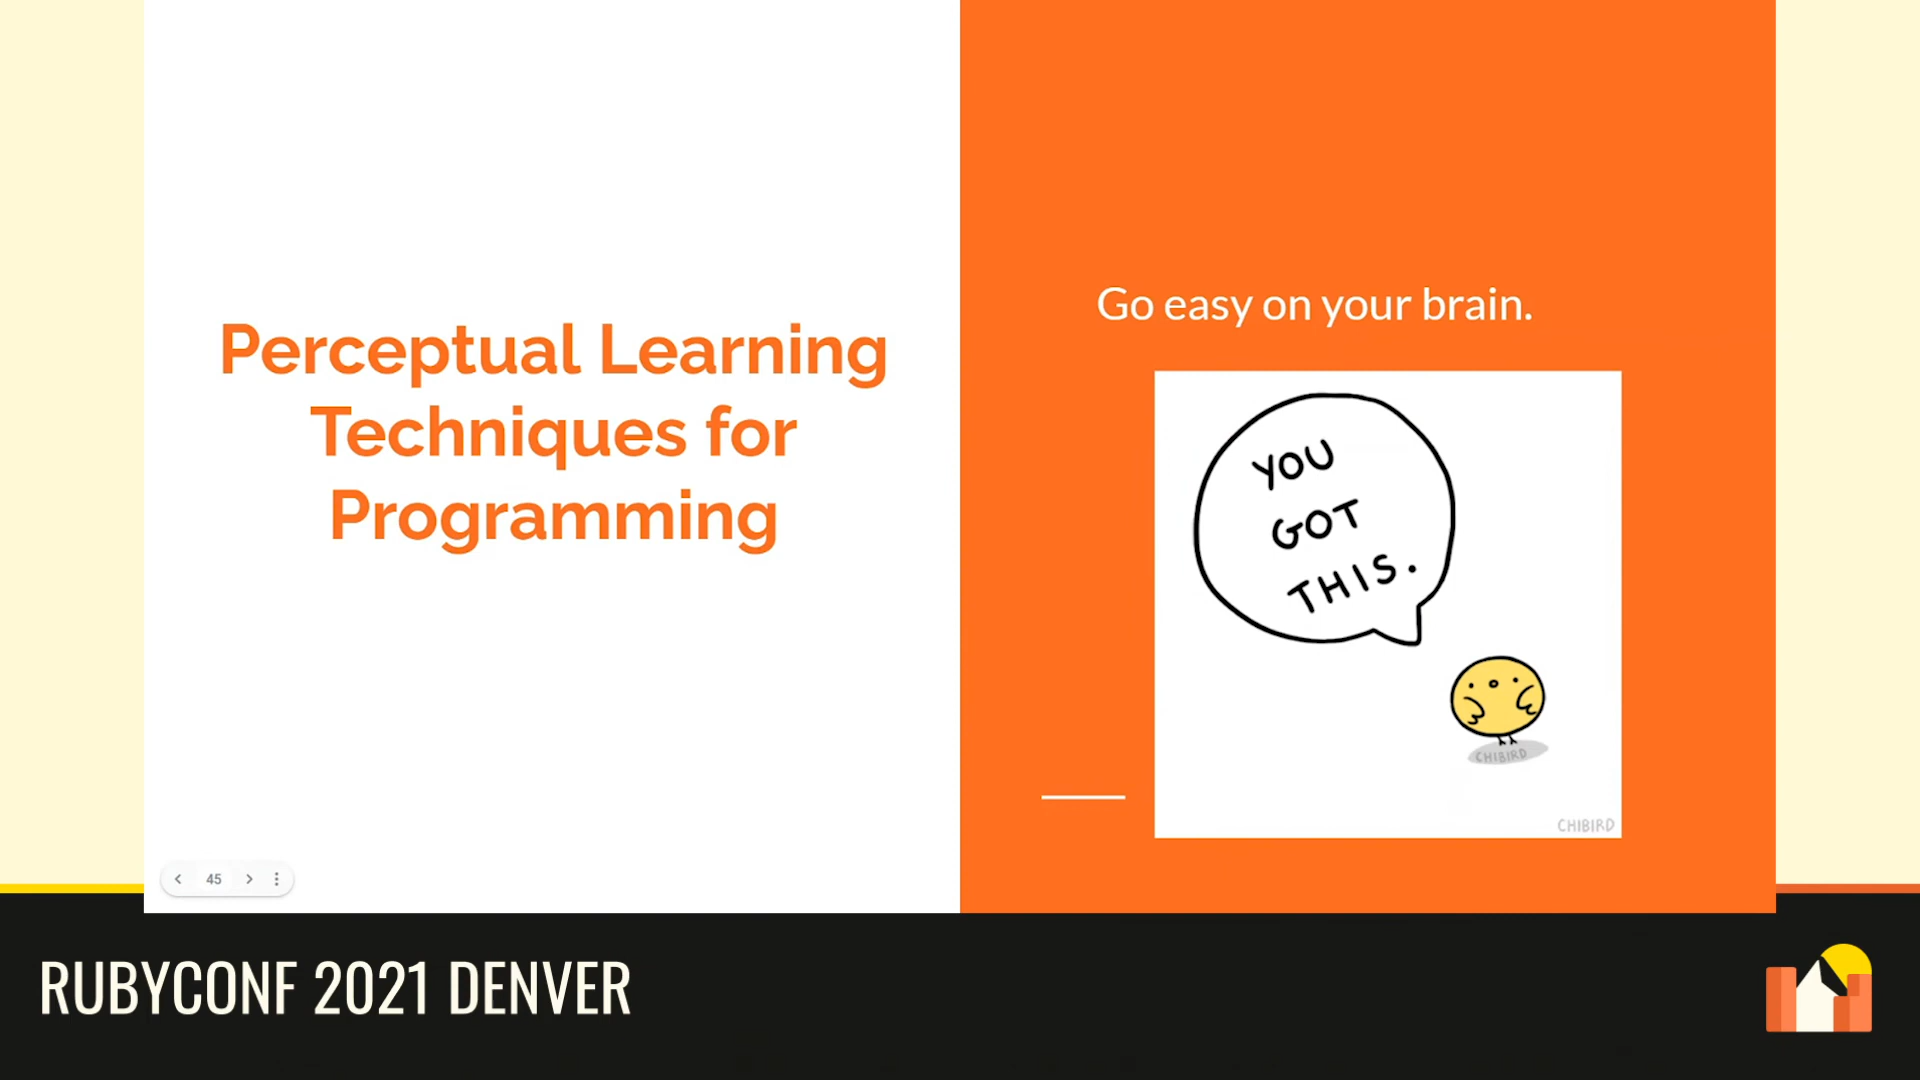 Perceptual Learning
Techniques for
Programming
Go easy on your brain.
YOU
GOT
THIS.
CHIBIRD
CHIBIRD
45
RUBYCONF 2021 DENVER